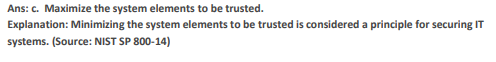 Ans: c. Maximize the system elements to be trusted.
Explanation: Minimizing the system elements to be trusted is considered a principle for securing IT
systems. (Source: NIST SP 800-14)